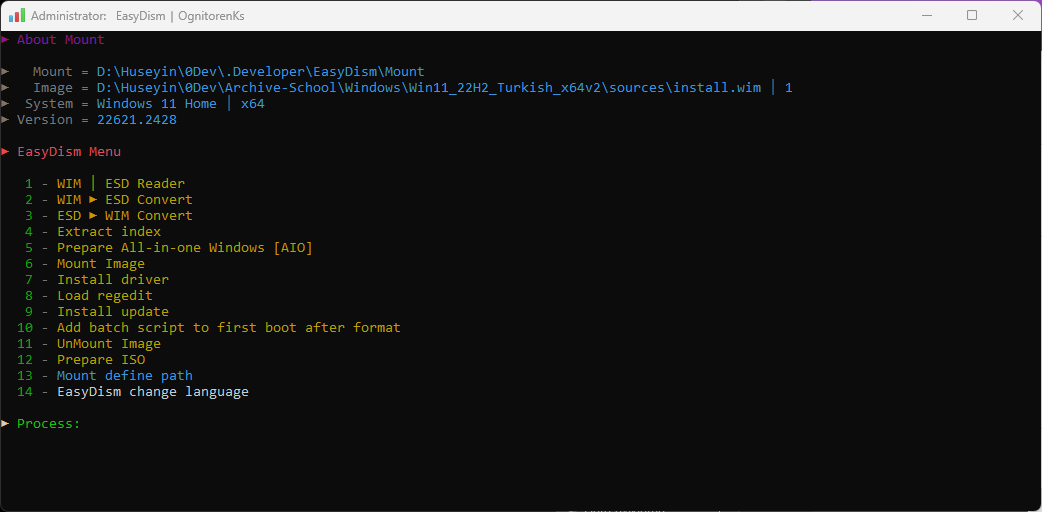 Administrator: EasyDism | OgnitorenKs
► About Mount
► Mount = D:\Huseyin\0Dev\.Developer\EasyDism\Mount
► Image = D:\Huseyin\0Dev\Archive-School\Windows\Win11_22H2_Turkish_x64v2\sources\install.wim │ 1
► System = Windows 11 Home │ x64
► Version = 22621.2428
► EasyDism Menu
1 - WIM │ ESD Reader
2 - WIM ► ESD Convert
3 - ESD ► WIM Convert
4 - Extract index
5 - Prepare All-in-one Windows [AIO]
6 - Mount Image
7 - Install driver
8 - Load regedit
9 - Install update
10 - Add batch script to first boot after format
11 - UnMount Image
12 - Prepare ISO
13 - Mount define path
14 - EasyDism change language
► Process: